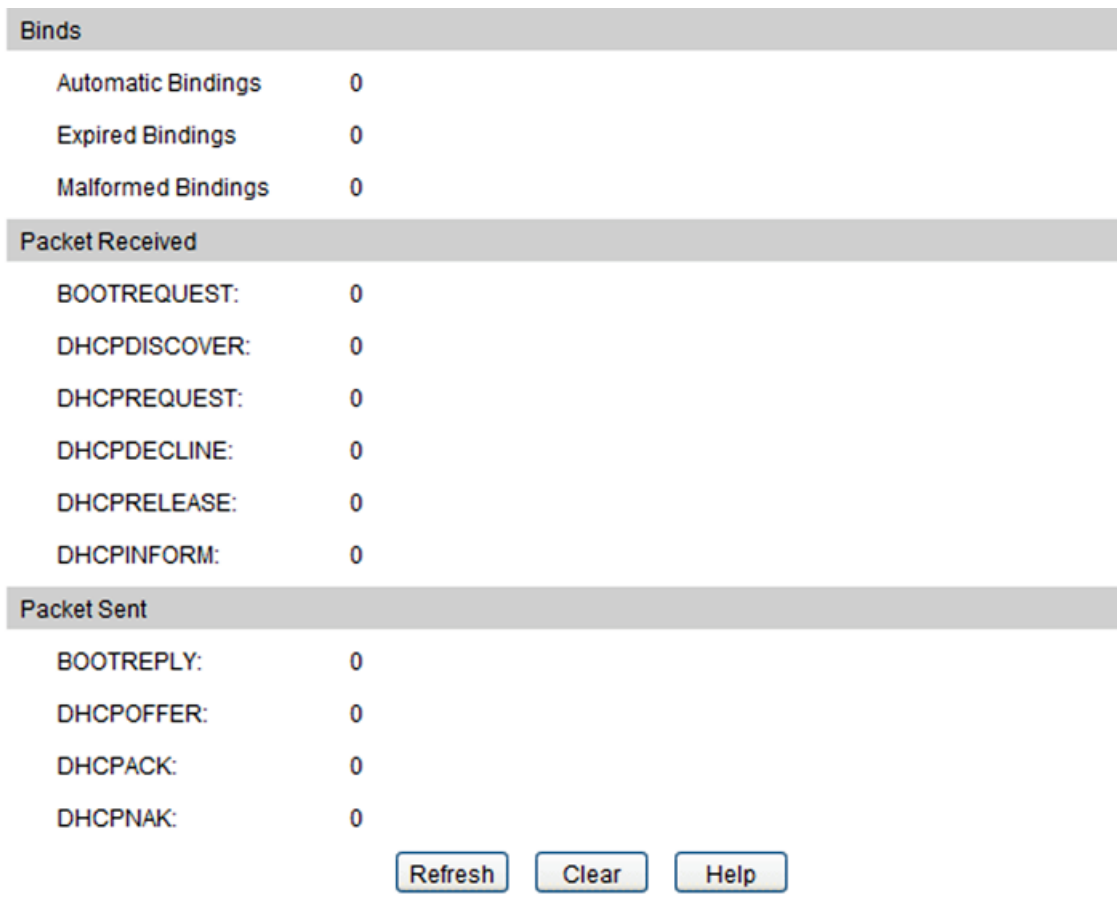 Binds
Automatic Bindings 0
Expired Bindings 0
Malformed Bindings 0
Packet Received
BOOTREQUEST: 0
DHCPDISCOVER: 0
DHCPREQUEST: 0
DHCPDECLINE: 0
DHCPRELEASE: 0
DHCPINFORM: 0
Packet Sent
BOOTREPLY: 0
DHCPOFFER: 0
DHCPACK: 0
DHCPNAK: 0
Refresh Clear Help